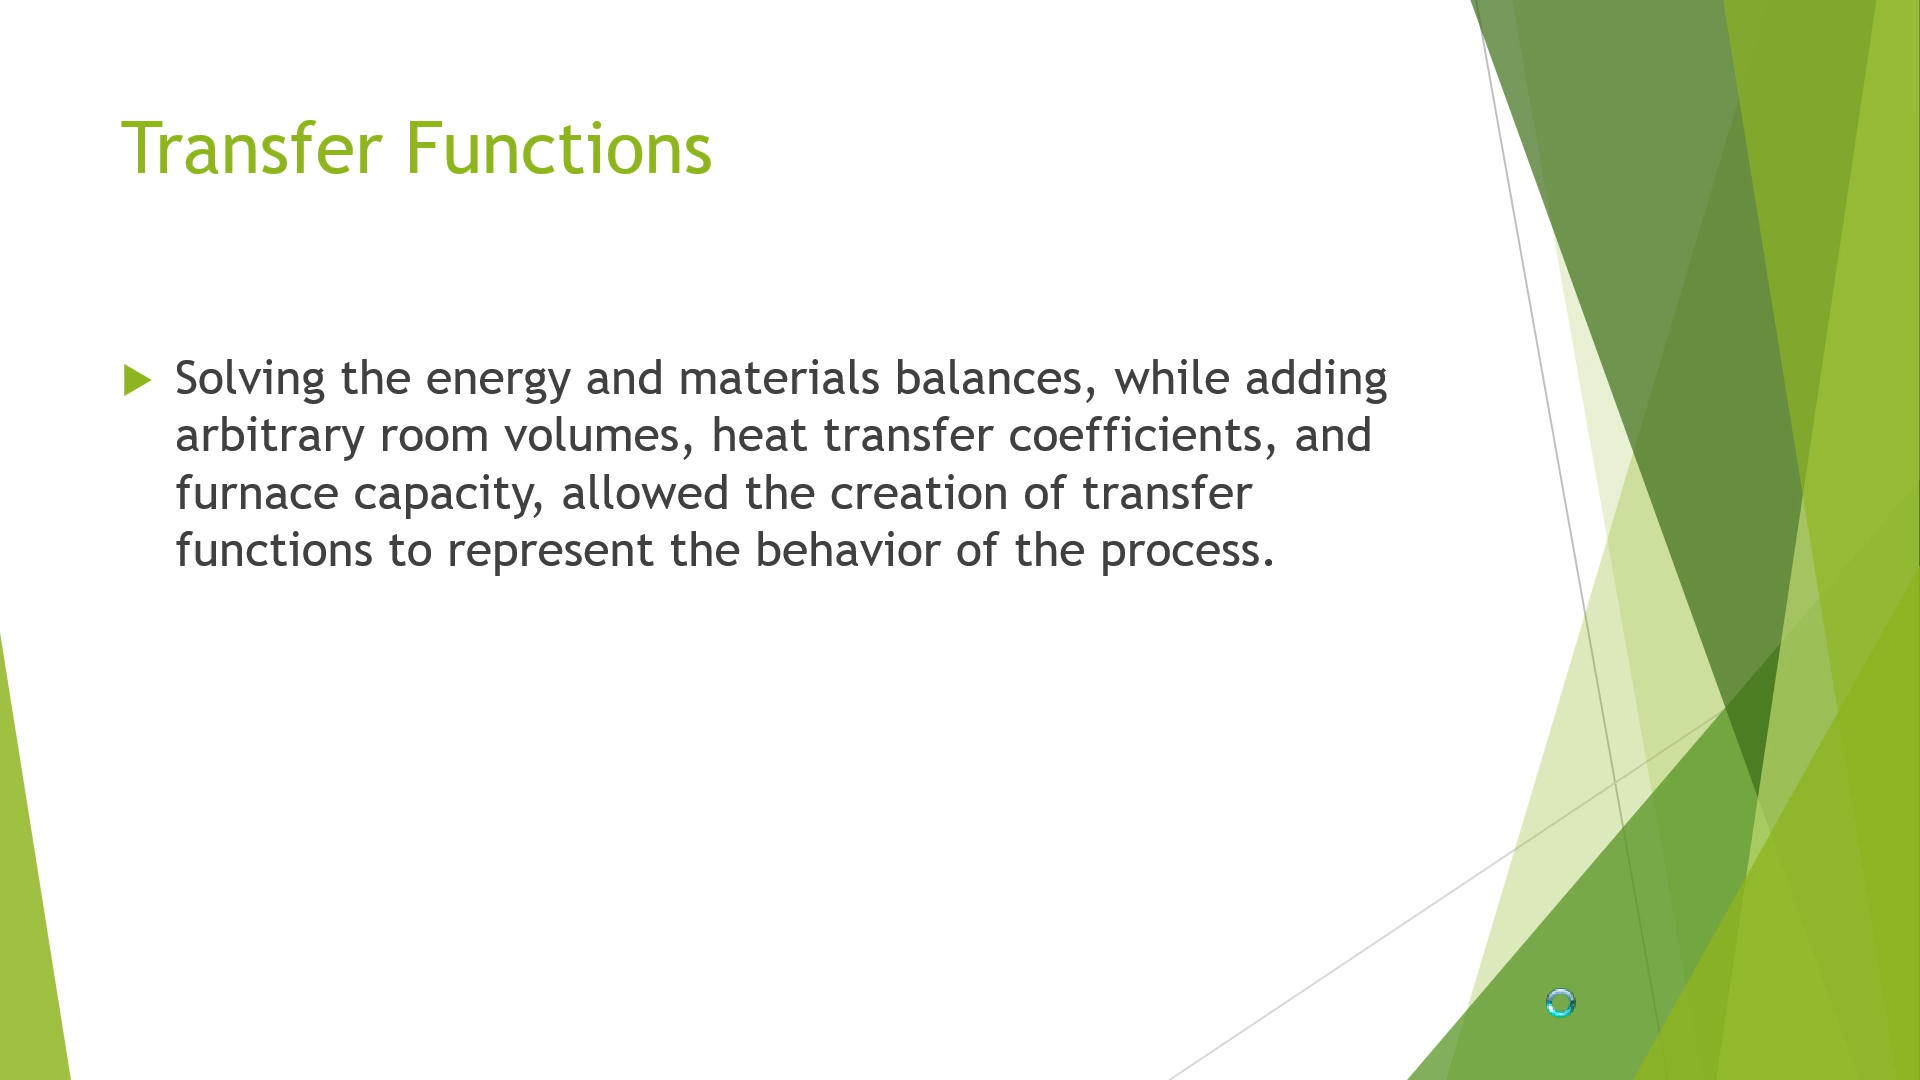 Transfer Functions
Solving the energy and materials balances, while adding
arbitrary room volumes, heat transfer coefficients, and
furnace capacity, allowed the creation of transfer
functions to represent the behavior of the process.